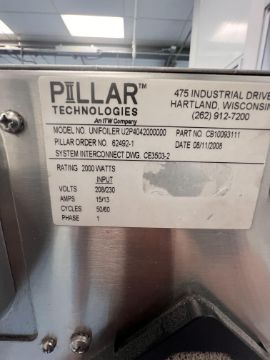 PILLAR™
TECHNOLOGIES
An ITW Company
475 INDUSTRIAL DRIVE
HARTLAND, WISCONSIN
(262) 912-7200
MODEL NO. UNIFOILER U2P4042000000 PART NO. CB10093111
PILLAR ORDER NO. 62492-1 DATE 08/11/2008
SYSTEM INTERCONNECT DWG. CE3503-2
RATING 2000 WATTS
INPUT
VOLTS 208/230
AMPS 15/13
CYCLES 50/60
PHASE 1